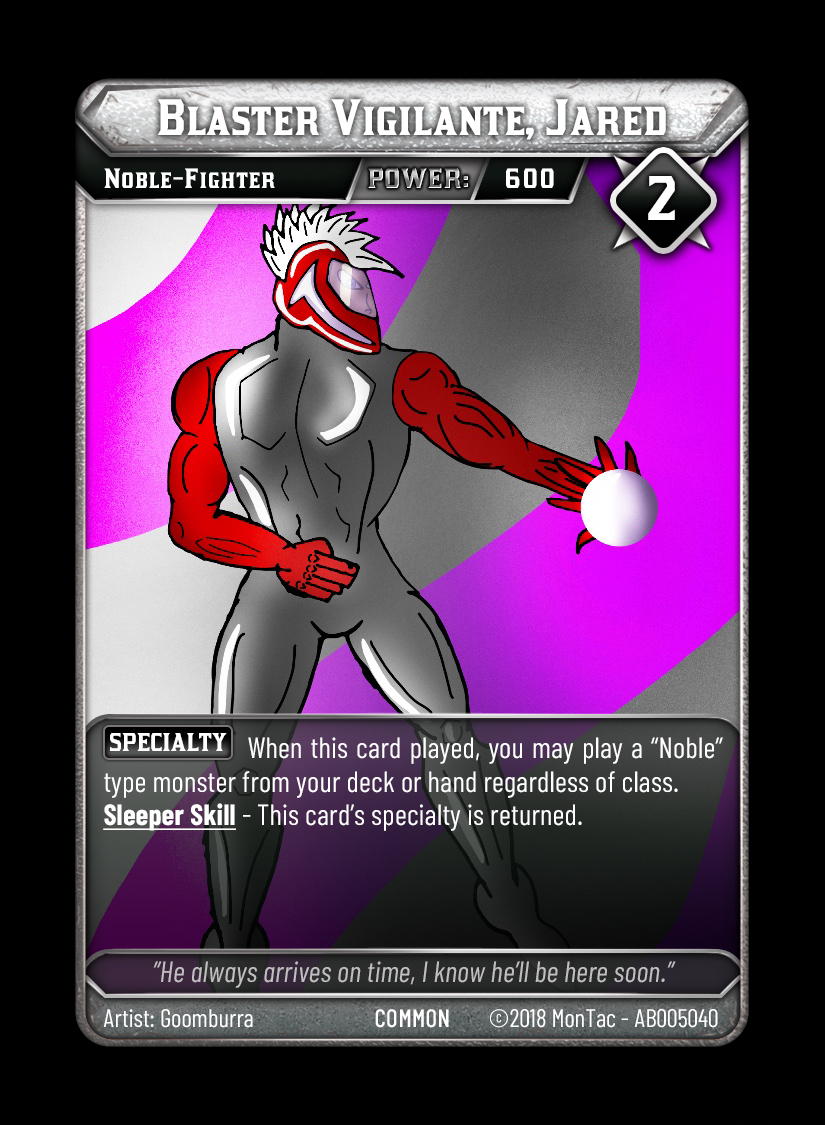 Blaster Vigilante, Jared
Noble-Fighter
POWER:
600
2
SPECIALTY When this card played, you may play a “Noble”
type monster from your deck or hand regardless of class.
Sleeper Skill - This card’s specialty is returned.
“He always arrives on time, I know he’ll be here soon.”
Artist: Goomburra
COMMON
©2018 MonTac - AB005040